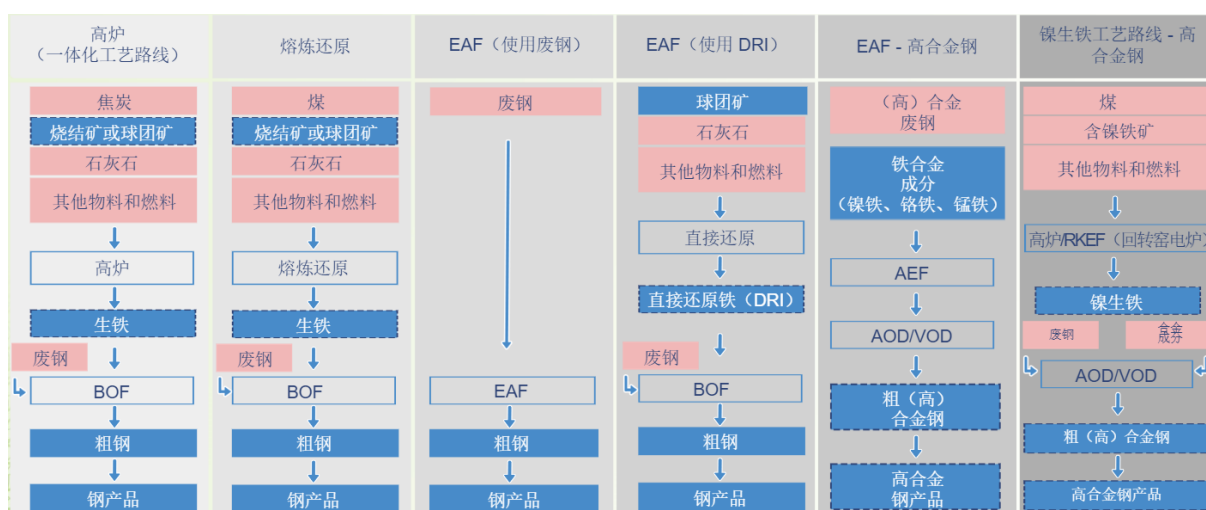 高炉
（一体化工艺路线）
焦炭
烧结矿或球团矿
石灰石
其他物料和燃料
高炉
生铁
废钢
BOF
粗钢
钢产品
熔炼还原
煤
烧结矿或球团矿
石灰石
其他物料和燃料
熔炼还原
生铁
废钢
BOF
粗钢
钢产品
EAF（使用废钢）
废钢
EAF
粗钢
钢产品
EAF（使用 DRI）
球团矿
石灰石
其他物料和燃料
直接还原
直接还原铁（DRI）
废钢
BOF
粗钢
钢产品
EAF - 高合金钢
（高）合金
废钢
铁合金
成分
（镍铁、铬铁、锰铁）
AEF
AOD/VOD
粗（高）
合金钢
高合金
钢产品
镍生铁工艺路线 - 高
合金钢
煤
含镍铁矿
其他物料和燃料
高炉/RKEF（回转窑电炉）
镍生铁
废钢
合金
成分
AOD/VOD
粗（高）合金钢
高合金钢产品